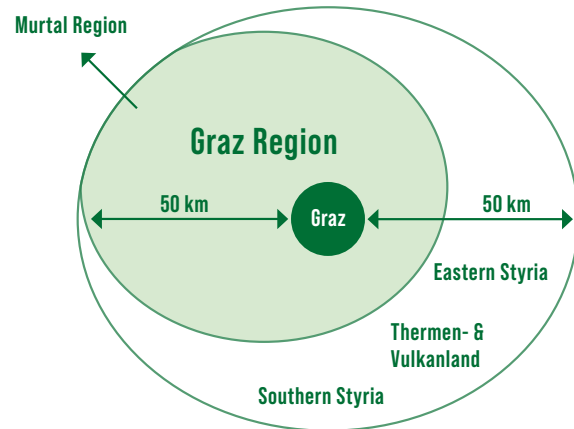 Murtal Region
Graz Region
50 km
Graz
50 km
Eastern Styria
Thermen- &
Vulkanland
Southern Styria